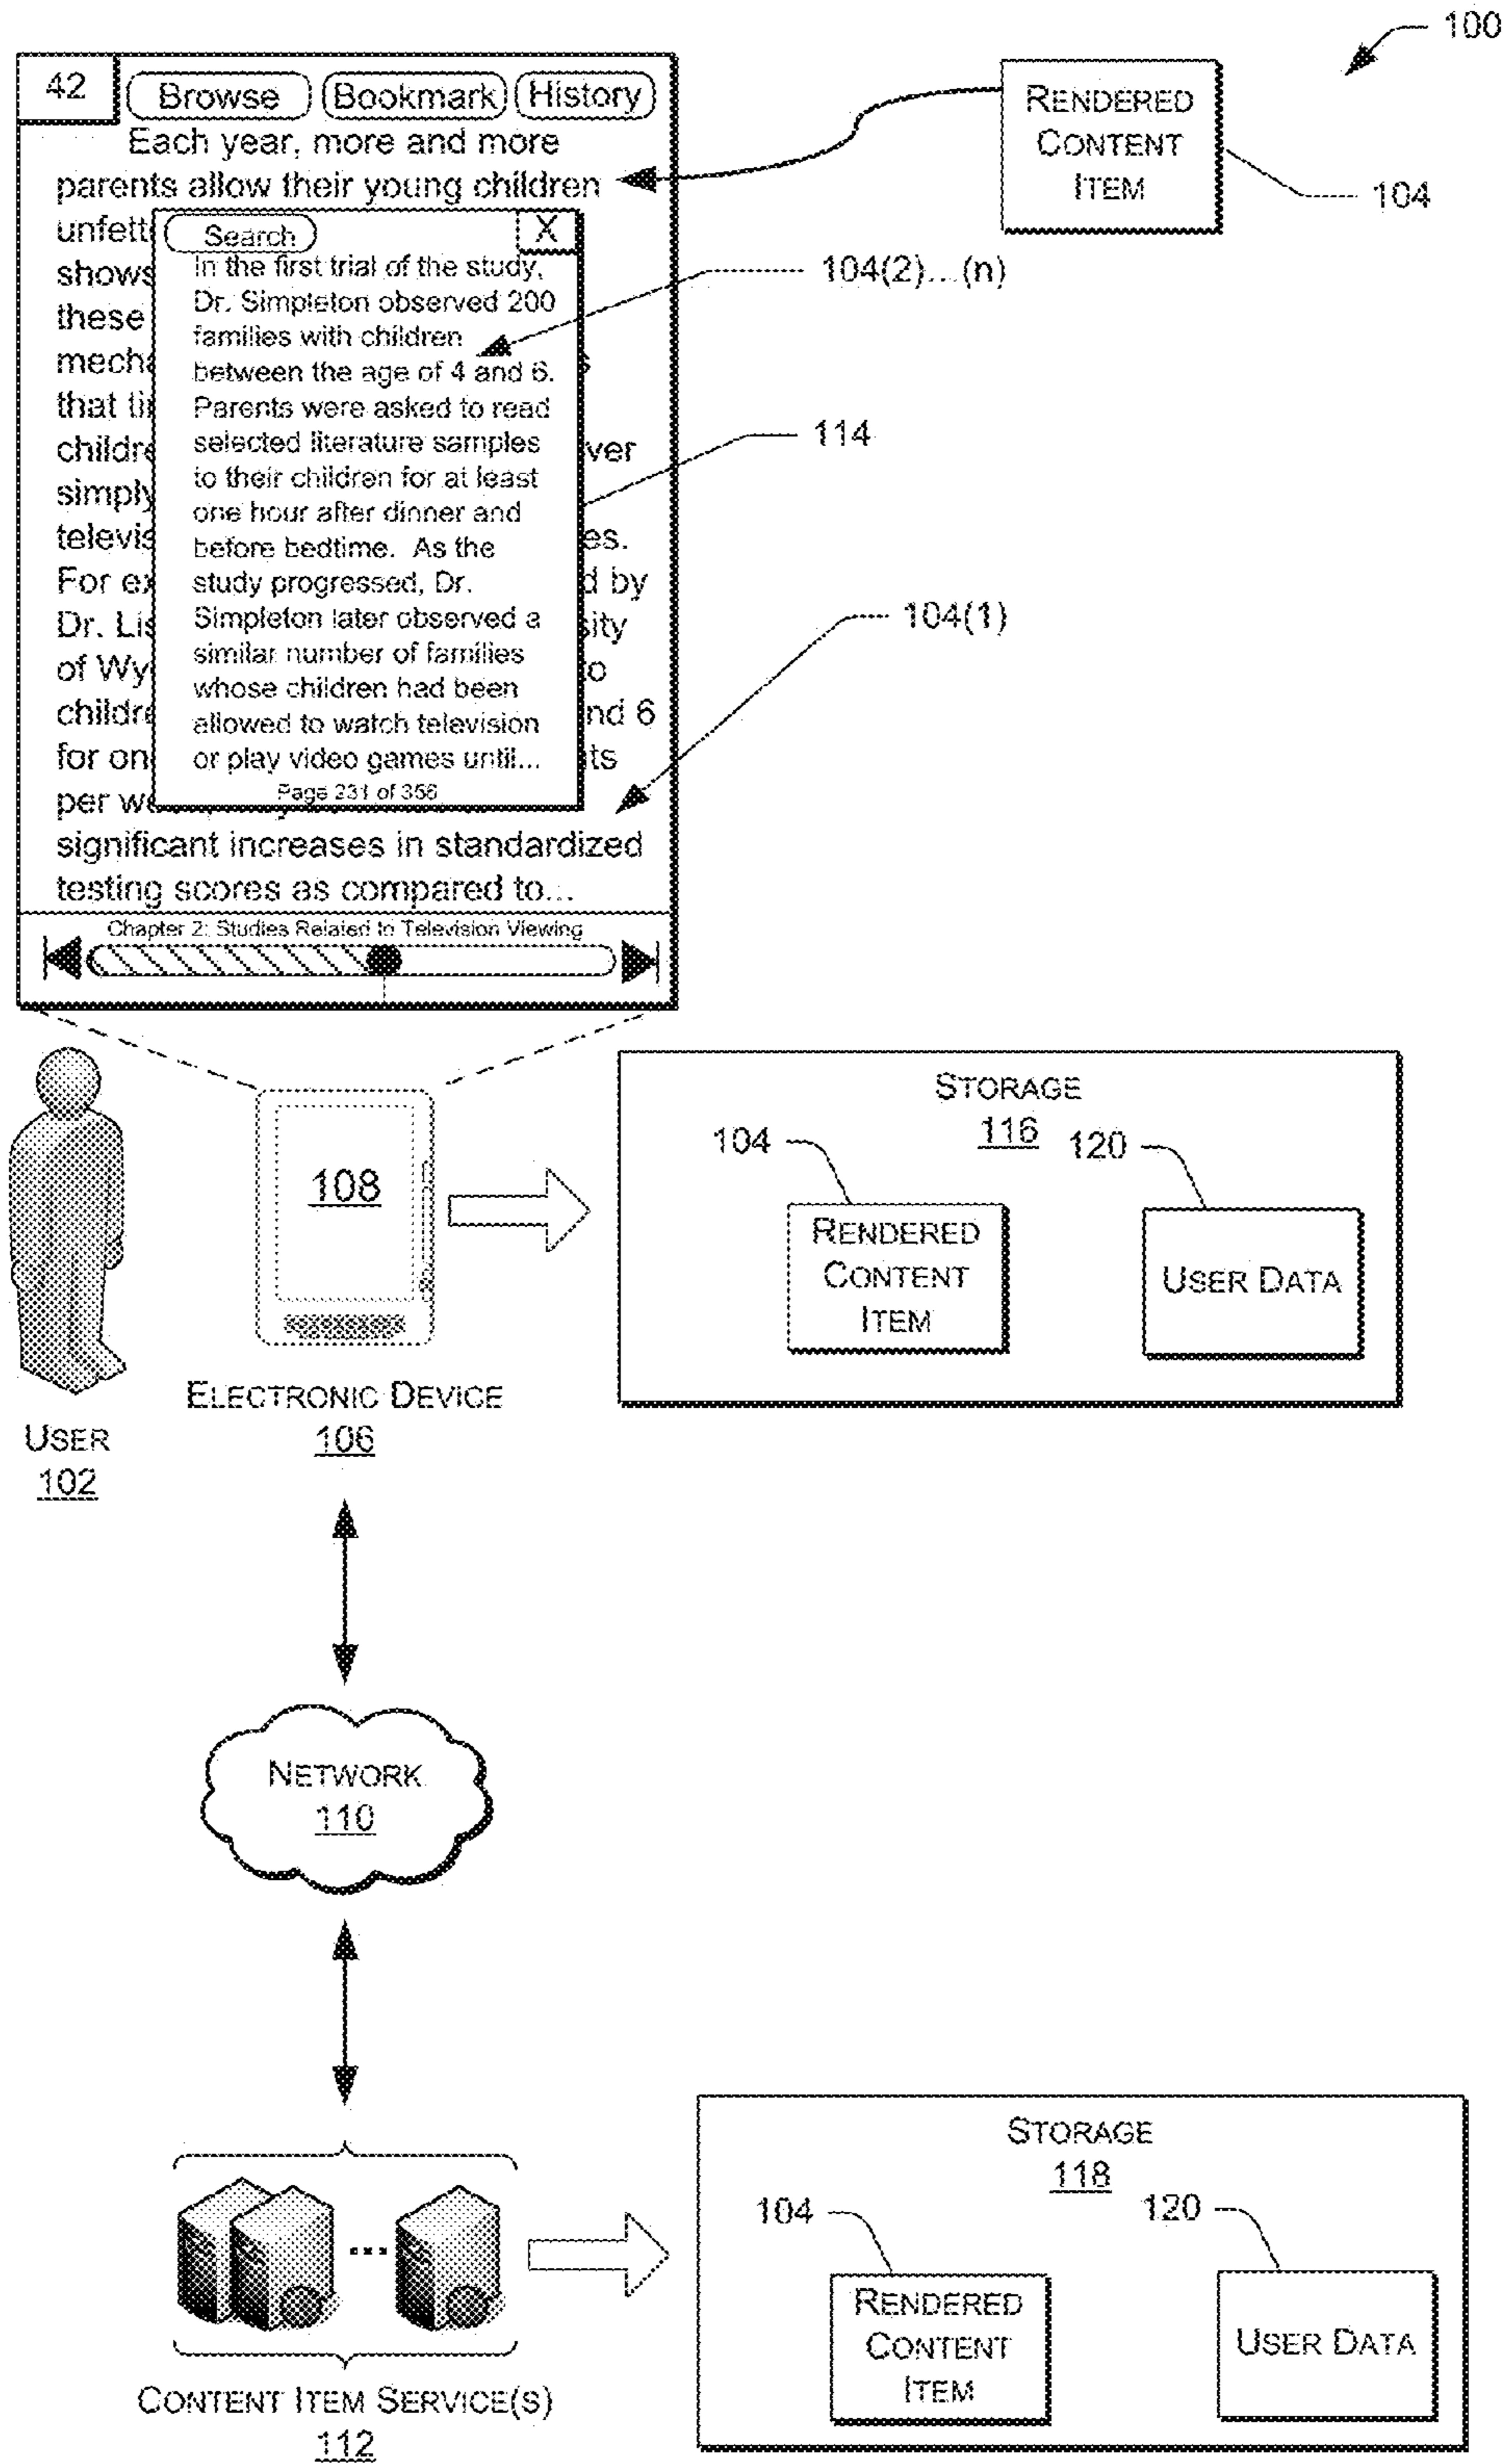 100
42 Browse Bookmark History
Each year, more and more
parents allow their young children
unfett
shows
these
mecha
that
childre ver
simply
televis es.
For ex d by
Dr. Lis sity
of Wy to
childre nd 6
for on ts
per
significant increases in standardized
testing scores as compared to...
Search X
In the first trial of the study,
Dr. Simpleton observed 200
families with children
between the age of 4 and 6.
Parents were asked to read
selected literature samples
to their children for at least
one hour after dinner and
before bedtime. As the
study progressed, Dr.
Simpleton later observed a
similar number of families
whose children had been
allowed to watch television
or play video games until...
Page 231 of 356
Chapter 2: Studies Related to Television Viewing
RENDERED
CONTENT
ITEM
104
104(2)...(n)
114
104(1)
108
USER
102
ELECTRONIC DEVICE
106
STORAGE
116
104
120
RENDERED
CONTENT
ITEM
USER DATA
NETWORK
110
CONTENT ITEM SERVICE(S)
112
STORAGE
118
104
120
RENDERED
CONTENT
ITEM
USER DATA